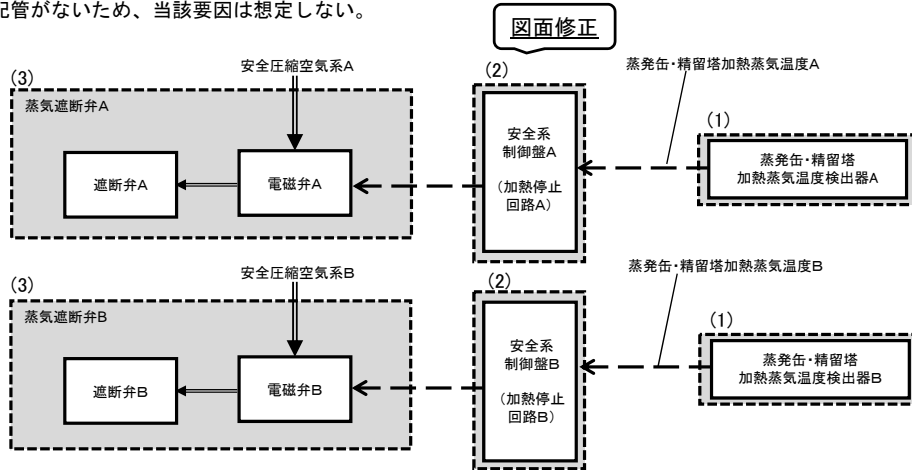 配管がないため、当該要因は想定しない。
図面修正
(3)
安全圧縮空気系A
(2)
蒸発缶・精留塔加熱蒸気温度A
蒸気遮断弁A
(1)
遮断弁A
電磁弁A
安全系
制御盤A
(加熱停止
回路A)
蒸発缶・精留塔
加熱蒸気温度検出器A
(3)
安全圧縮空気系B
(2)
蒸発缶・精留塔加熱蒸気温度B
蒸気遮断弁B
(1)
遮断弁B
電磁弁B
安全系
制御盤B
(加熱停止
回路B)
蒸発缶・精留塔
加熱蒸気温度検出器B